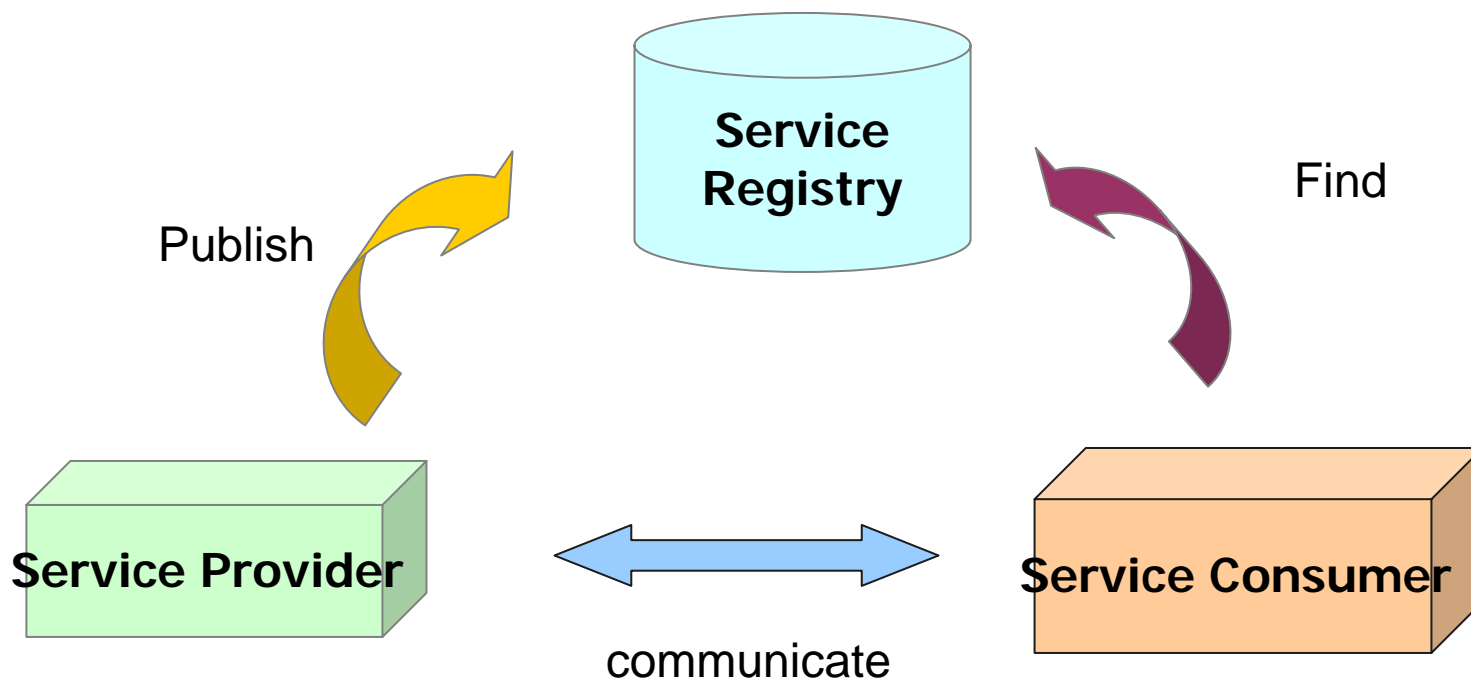 Service
Registry
Find
Publish
Service Provider
Service Consumer
communicate